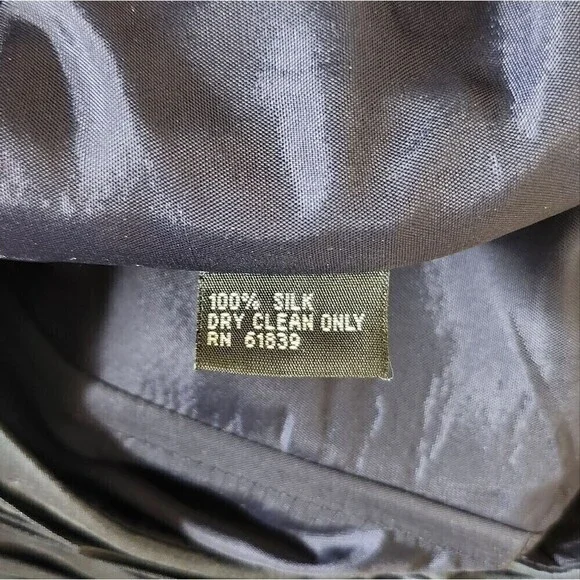 100% SILK
DRY CLEAN ONLY
RN 61839